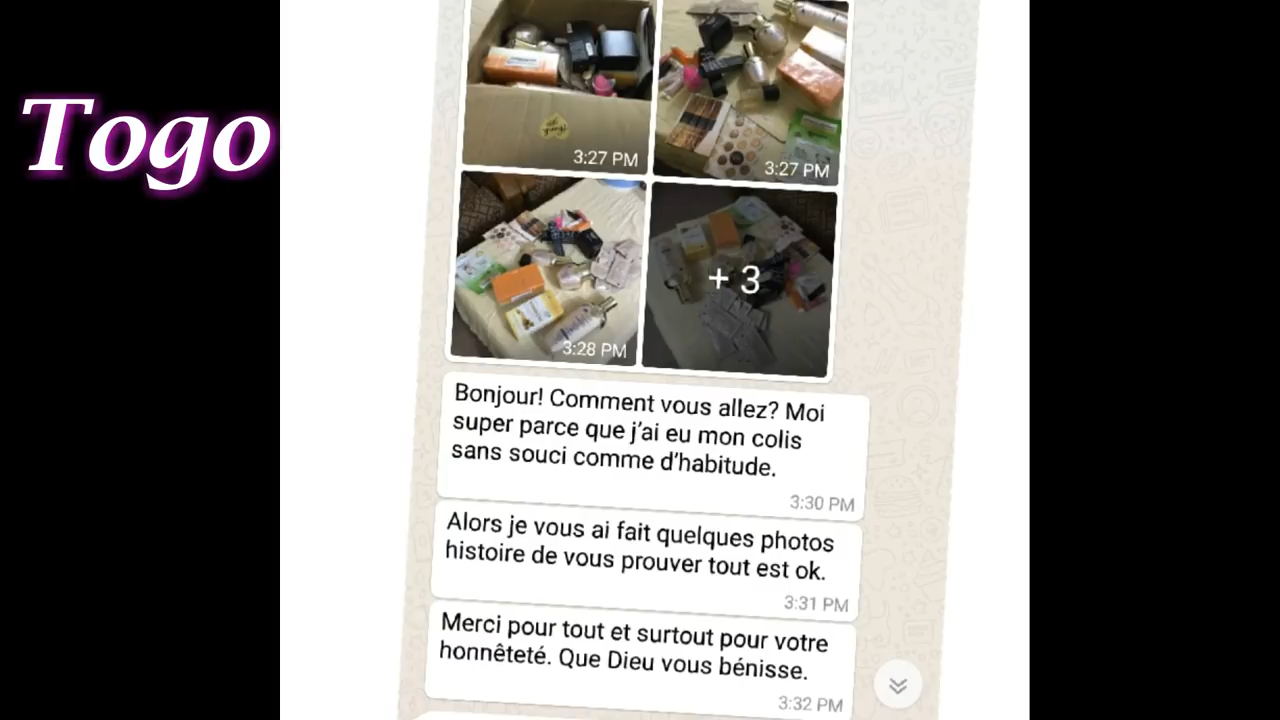 Togo
3:27 PM
3:27 PM
3:28 PM
+ 3
Bonjour! Comment vous allez? Moi
super parce que j'ai eu mon colis
sans souci comme d'habitude.
3:30 PM
Alors je vous ai fait quelques photos
histoire de vous prouver tout est ok.
3:31 PM
Merci pour tout et surtout pour votre
honnêteté. Que Dieu vous bénisse.
3:32 PM